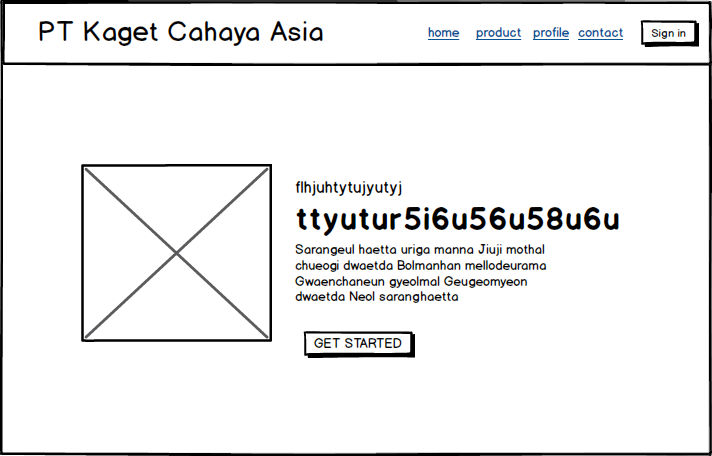 PT Kaget Cahaya Asia
home product profile contact Sign in
flhjuhtytujyutyj
ttyutur5i6u56u58u6u
Sarangeul haetta uriga manna Jiuji mothal
chueogi dwaetda Bolmanhan mellodeurama
Gwaenchaneun gyeolmal Geugeomyeon
dwaetda Neol saranghaetta
GET STARTED